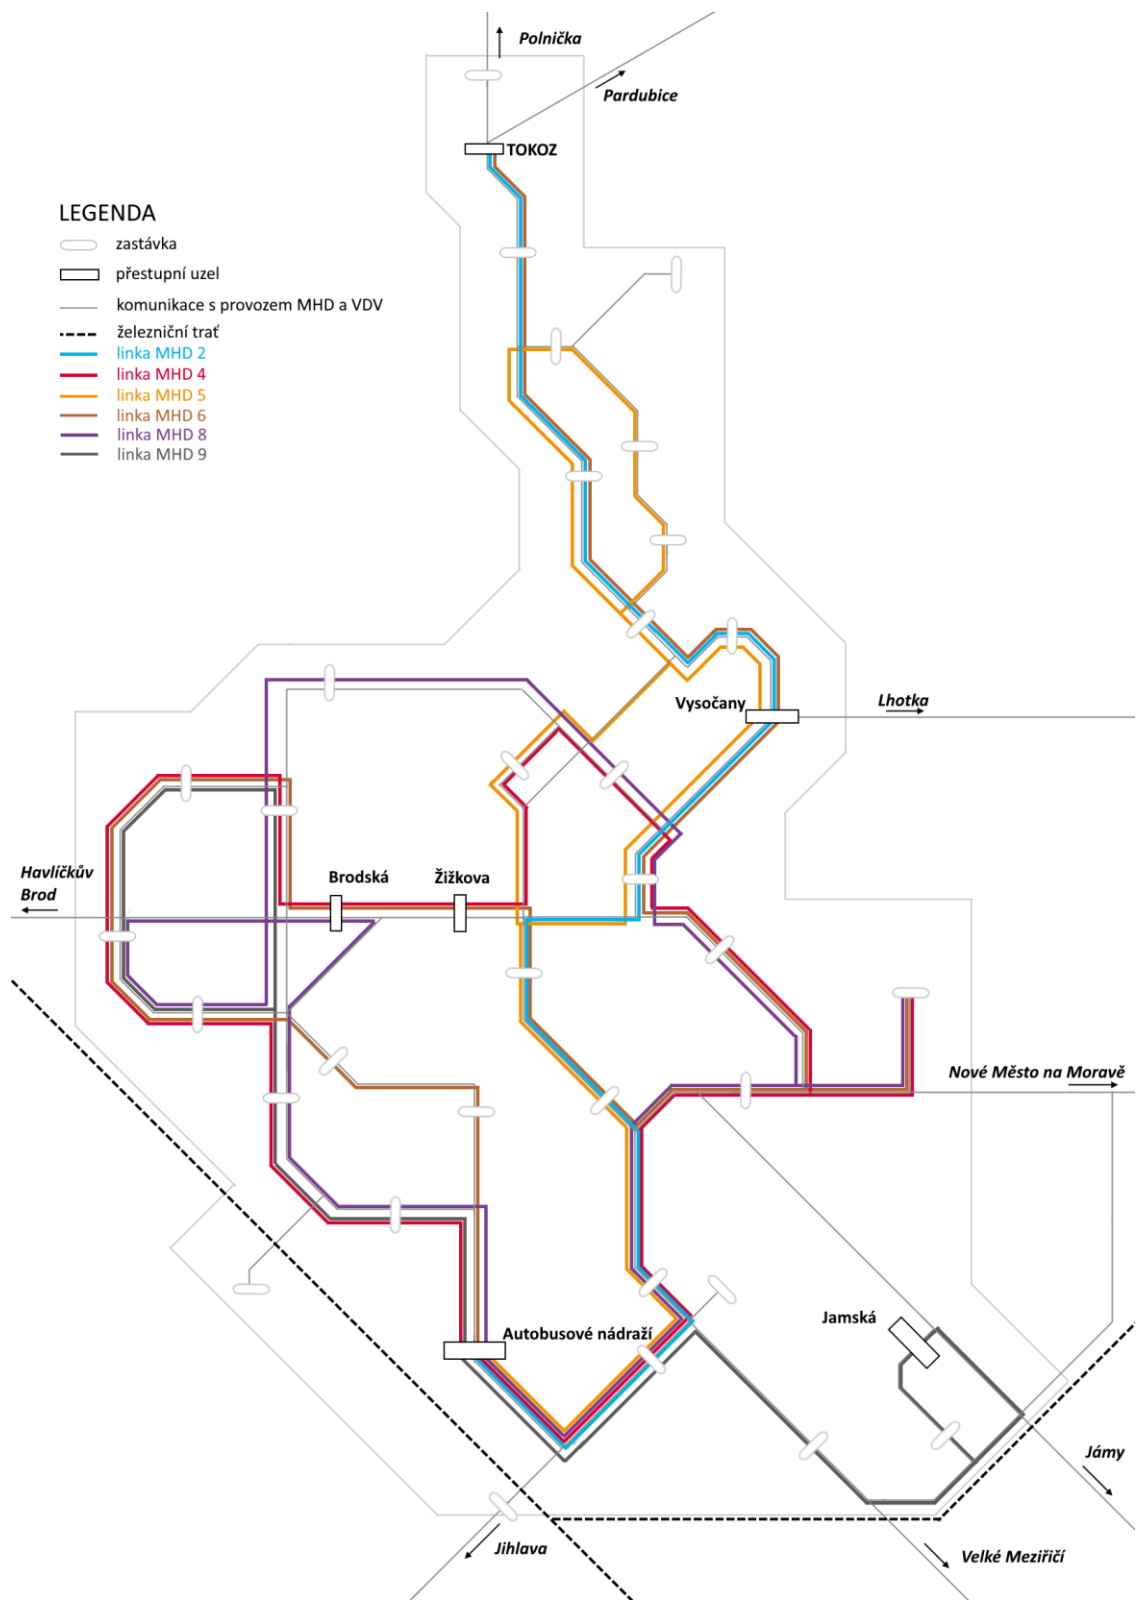 Polnička
Pardubice
TOKOZ
LEGENDA
zastávka
přestupní uzel
komunikace s provozem MHD a VDV
železniční trať
linka MHD 2
linka MHD 4
linka MHD 5
linka MHD 6
linka MHD 8
linka MHD 9
Vysočany
Lhotka
Havlíčkův
Brod
Brodská
Žižkova
Nové Město na Moravě
Jamská
Autobusové nádraží
Jámy
Jihlava
Velké Meziříčí